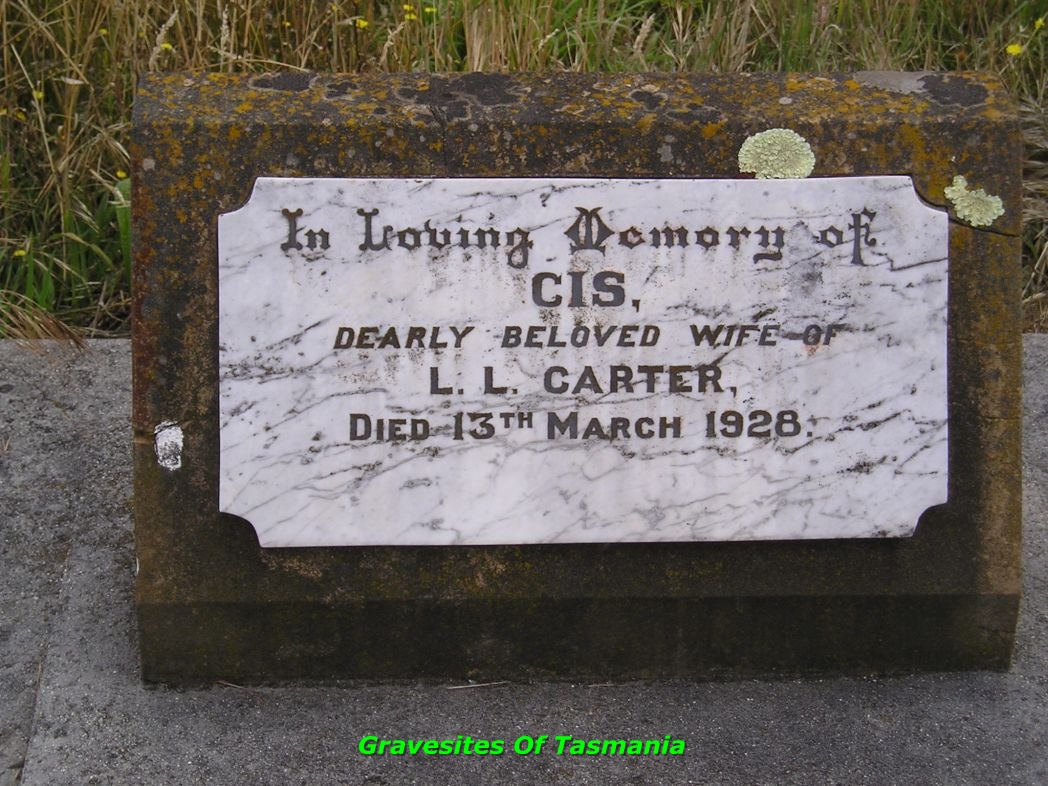 In Loving Memory of
CIS,
DEARLY BELOVED WIFE OF
L. L. CARTER,
DIED 13TH MARCH 1928.
Gravesites Of Tasmania